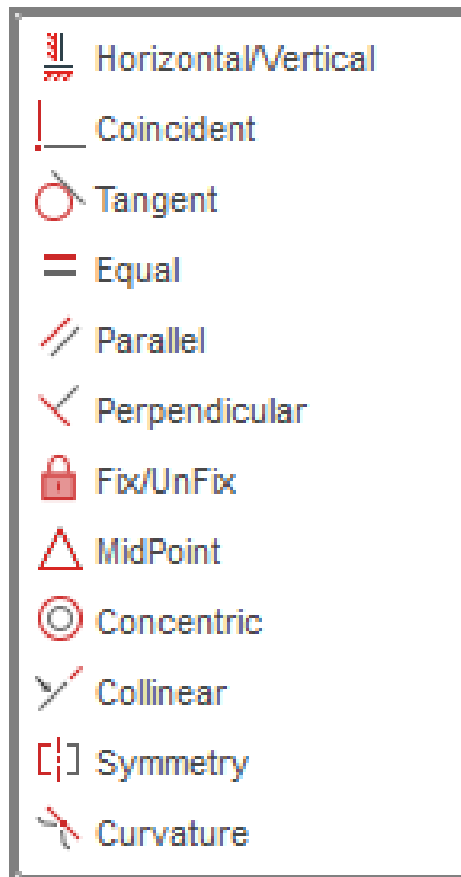 Horizontal/Vertical
Coincident
Tangent
Equal
Parallel
Perpendicular
Fix/UnFix
MidPoint
Concentric
Collinear
Symmetry
Curvature